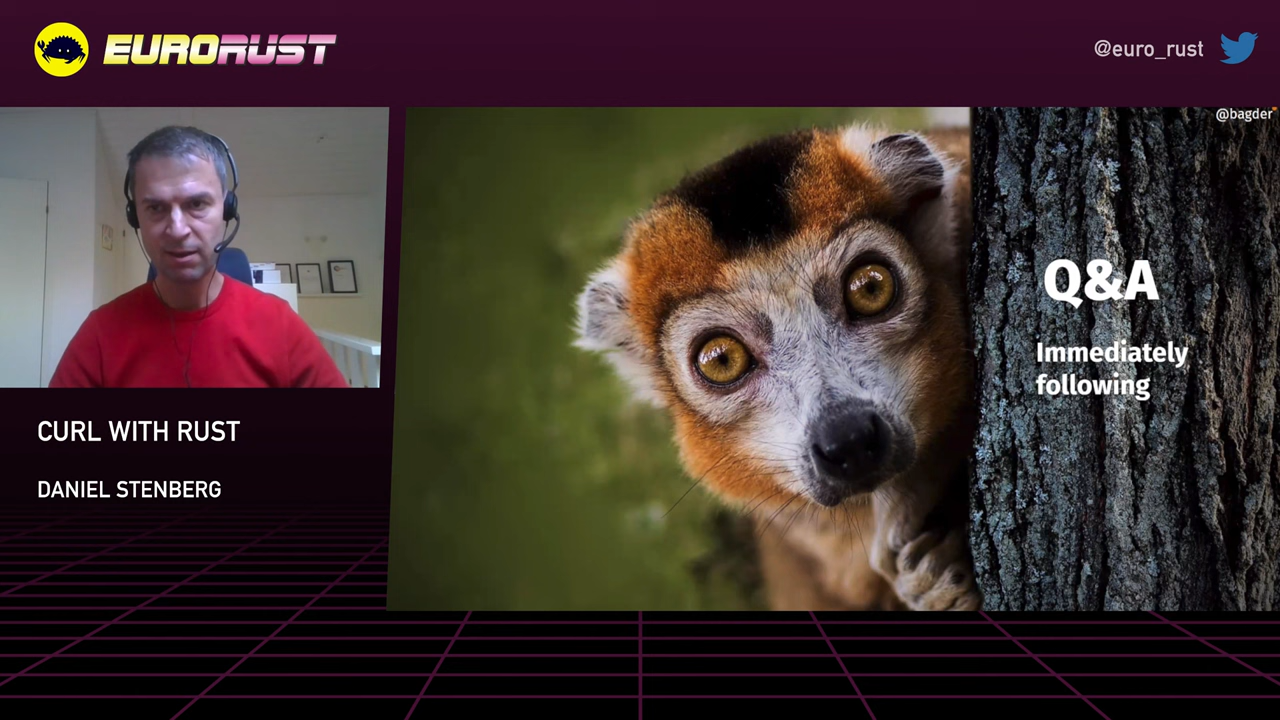 EURORUST
@euro_rust
@bagder
Q&A
Immediately
following
CURL WITH RUST
DANIEL STENBERG